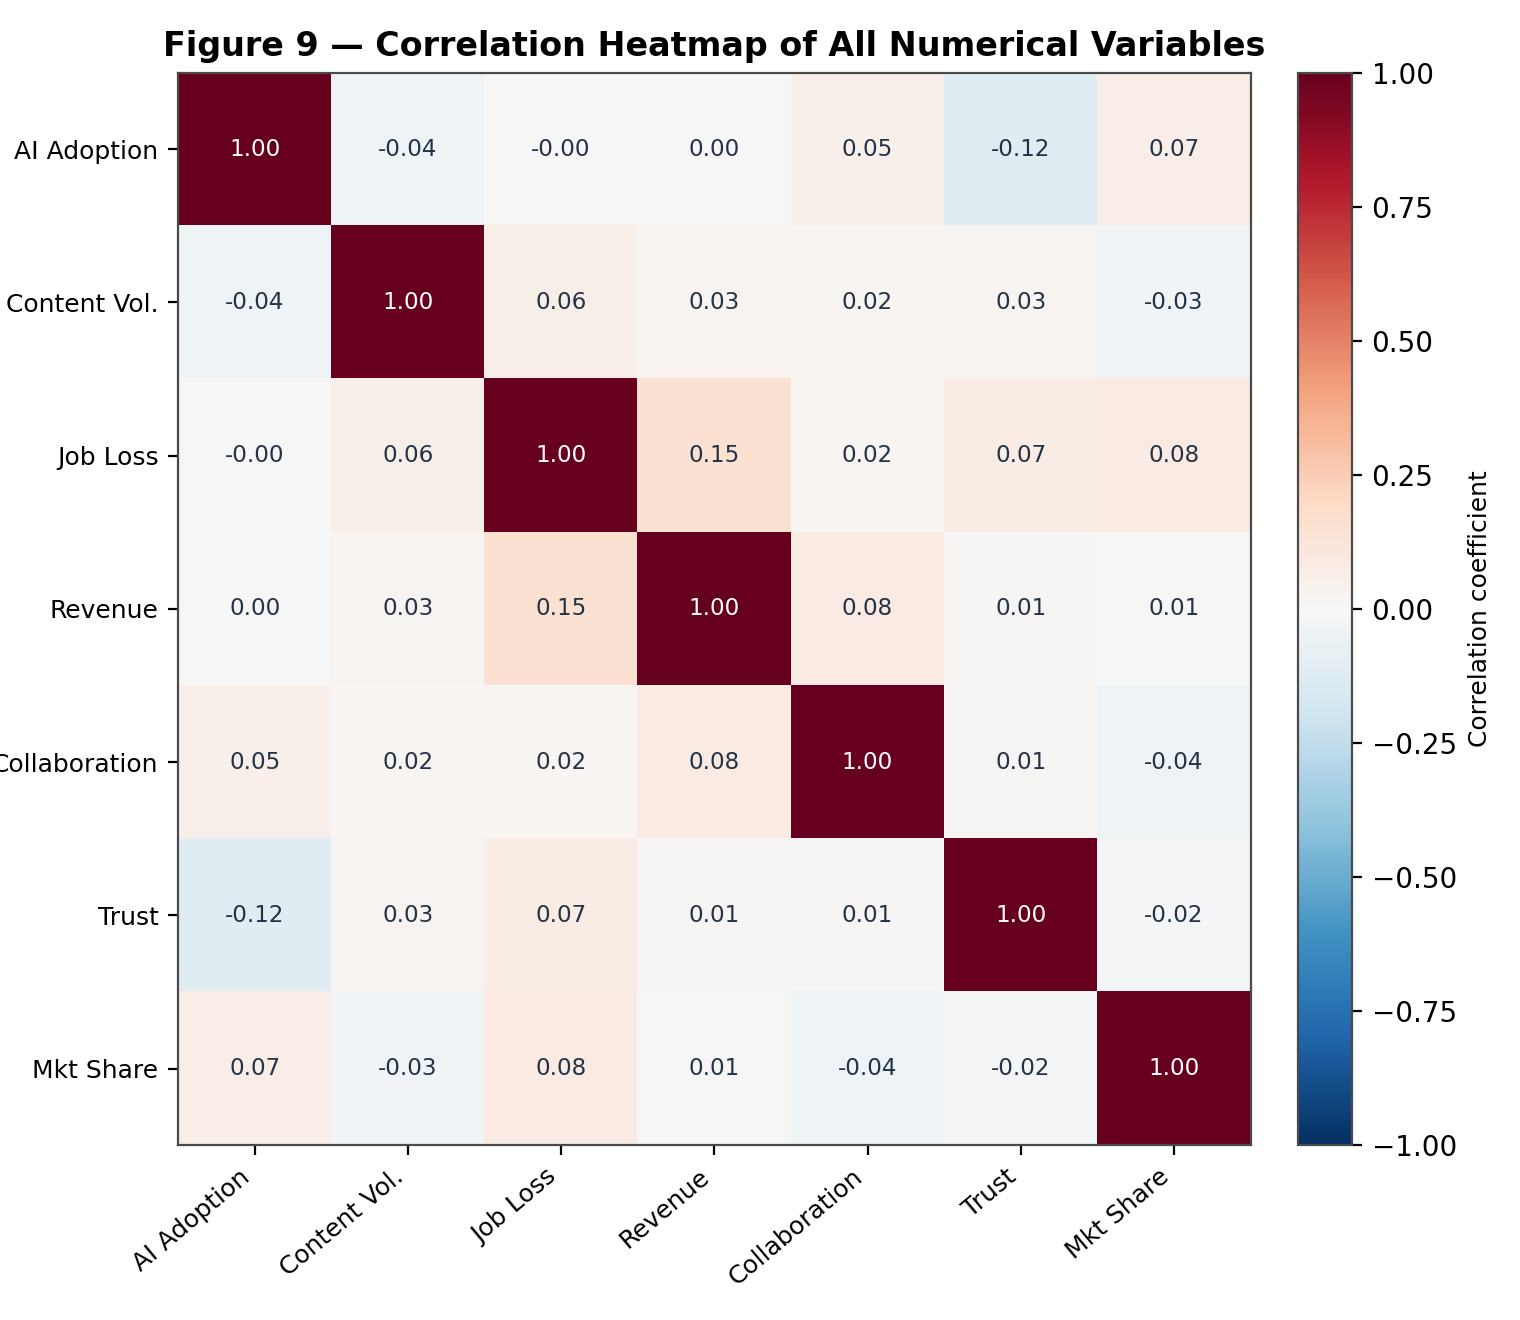 Figure 9 — Correlation Heatmap of All Numerical Variables
AI Adoption 1.00 -0.04 -0.00 0.00 0.05 -0.12 0.07
Content Vol. -0.04 1.00 0.06 0.03 0.02 0.03 -0.03
Job Loss -0.00 0.06 1.00 0.15 0.02 0.07 0.08
Revenue 0.00 0.03 0.15 1.00 0.08 0.01 0.01
Collaboration 0.05 0.02 0.02 0.08 1.00 0.01 -0.04
Trust -0.12 0.03 0.07 0.01 0.01 1.00 -0.02
Mkt Share 0.07 -0.03 0.08 0.01 -0.04 -0.02 1.00
AI Adoption Content Vol. Job Loss Revenue Collaboration Trust Mkt Share
1.00
0.75
0.50
0.25
0.00
−0.25
−0.50
−0.75
−1.00
Correlation coefficient